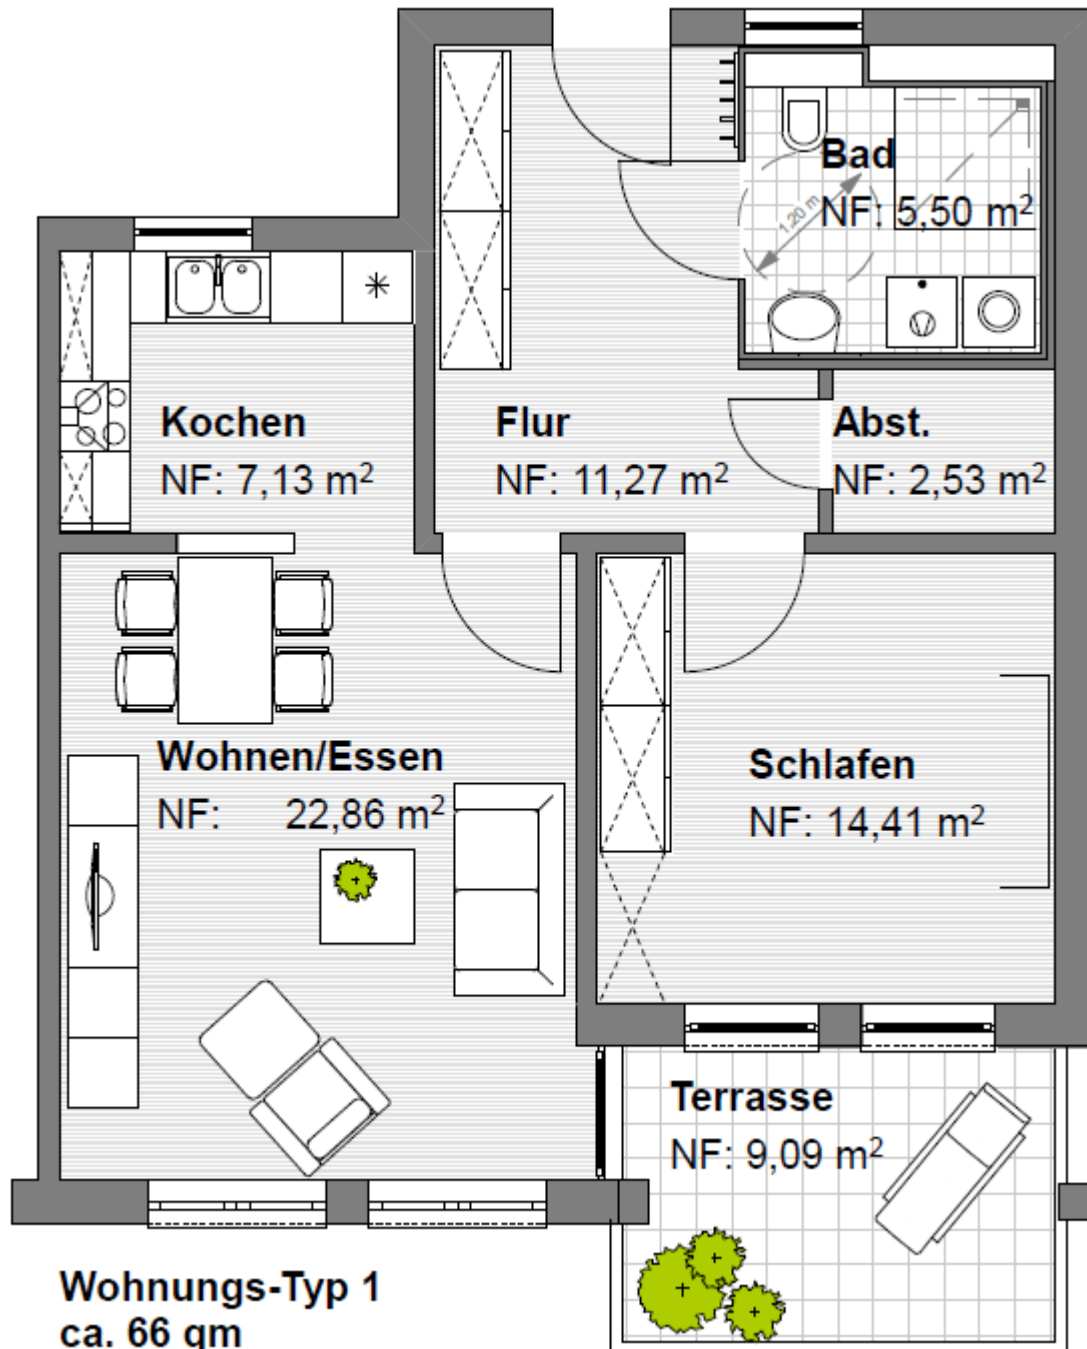 Bad
NF: 5,50 m²
1.20 m
Kochen
NF: 7,13 m²
Flur
NF: 11,27 m²
Abst.
NF: 2,53 m²
Wohnen/Essen
NF: 22,86 m²
Schlafen
NF: 14,41 m²
Terrasse
NF: 9,09 m²
Wohnungs-Typ 1
ca. 66 qm